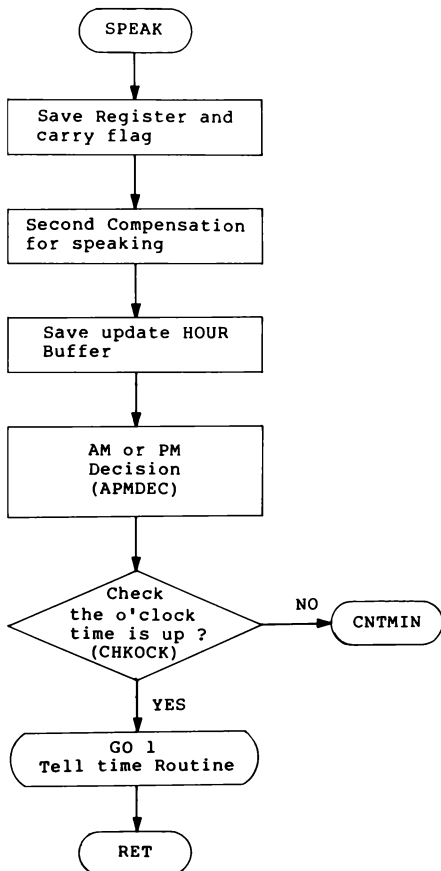 SPEAK
Save Register and
carry flag
Second Compensation
for speaking
Save update HOUR
Buffer
AM or PM
Decision
(APMDEC)
Check
the o'clock
time is up ?
(CHKOCK)
NO
CNTMIN
YES
GO 1
Tell time Routine
RET